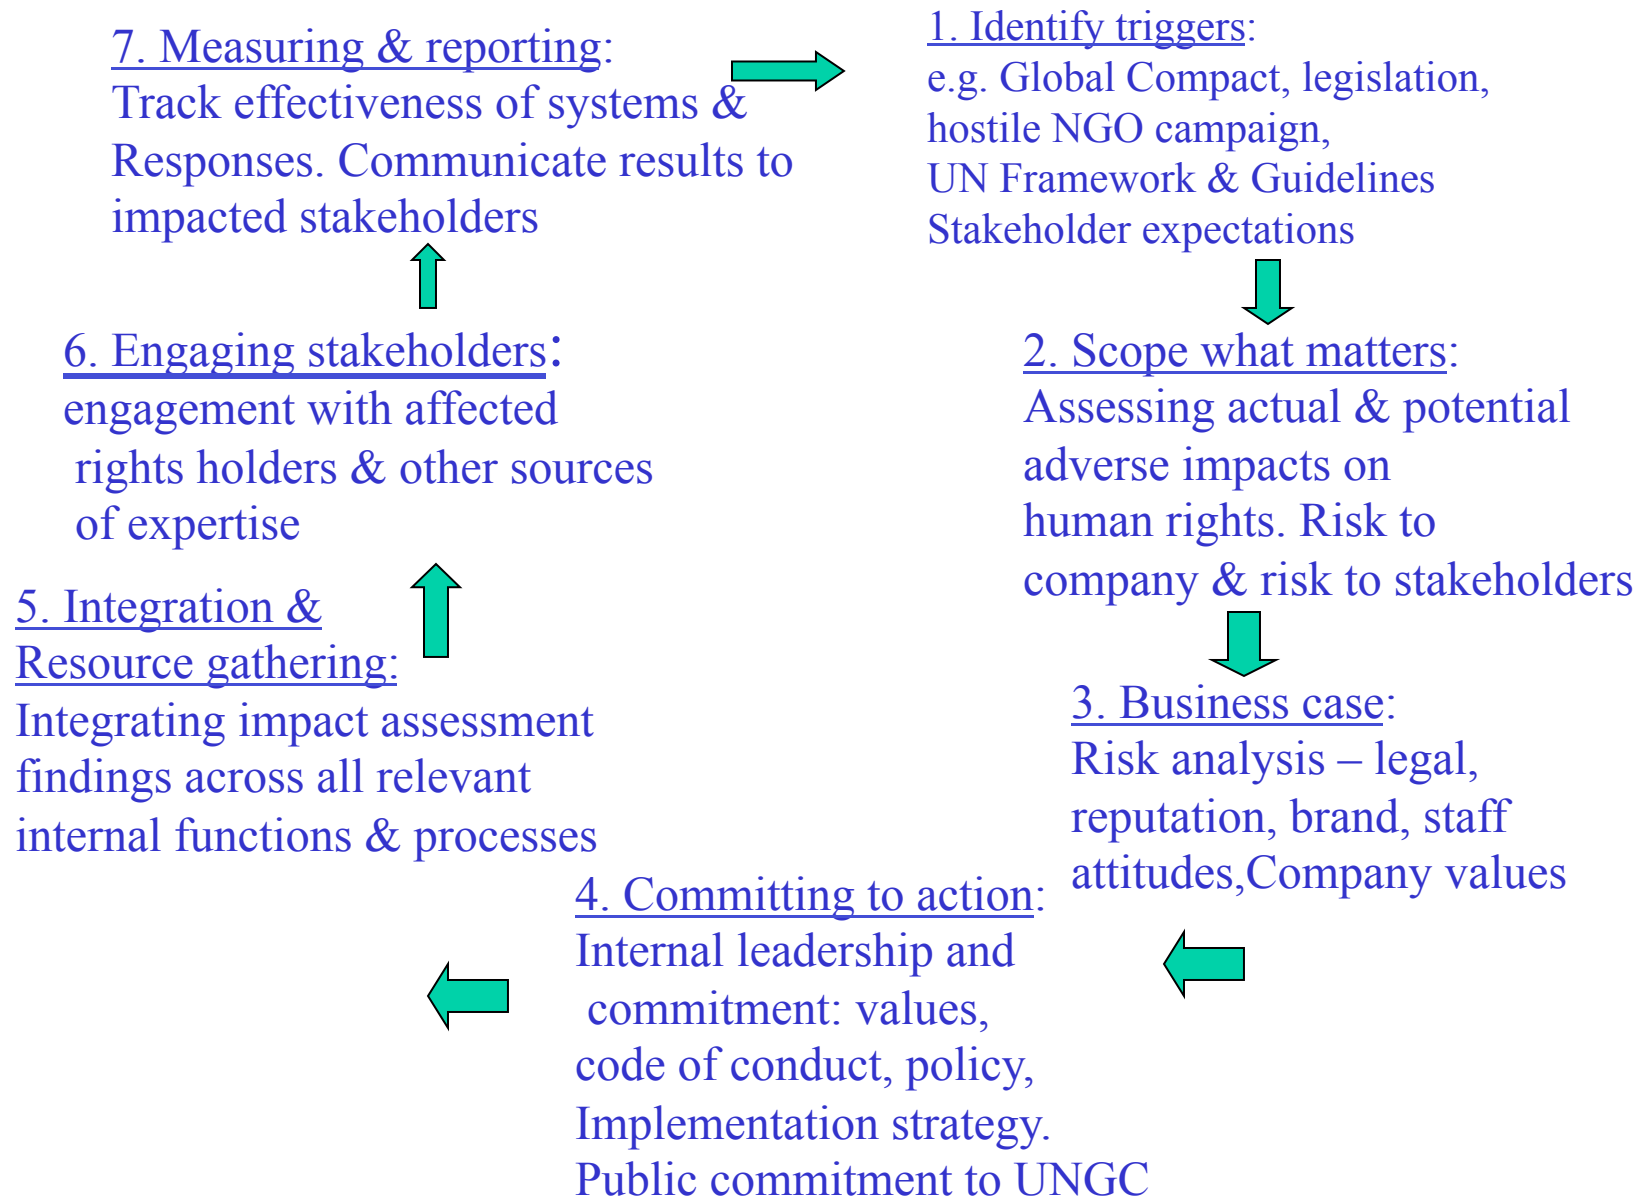 1. Identify triggers:
e.g. Global Compact, legislation,
hostile NGO campaign,
UN Framework & Guidelines
Stakeholder expectations
2. Scope what matters:
Assessing actual & potential
adverse impacts on
human rights. Risk to
company & risk to stakeholders
3. Business case:
Risk analysis – legal,
reputation, brand, staff
attitudes,Company values
4. Committing to action:
Internal leadership and
commitment: values,
code of conduct, policy,
Implementation strategy.
Public commitment to UNGC
5. Integration &
Resource gathering:
Integrating impact assessment
findings across all relevant
internal functions & processes
6. Engaging stakeholders:
engagement with affected
rights holders & other sources
of expertise
7. Measuring & reporting:
Track effectiveness of systems &
Responses. Communicate results to
impacted stakeholders